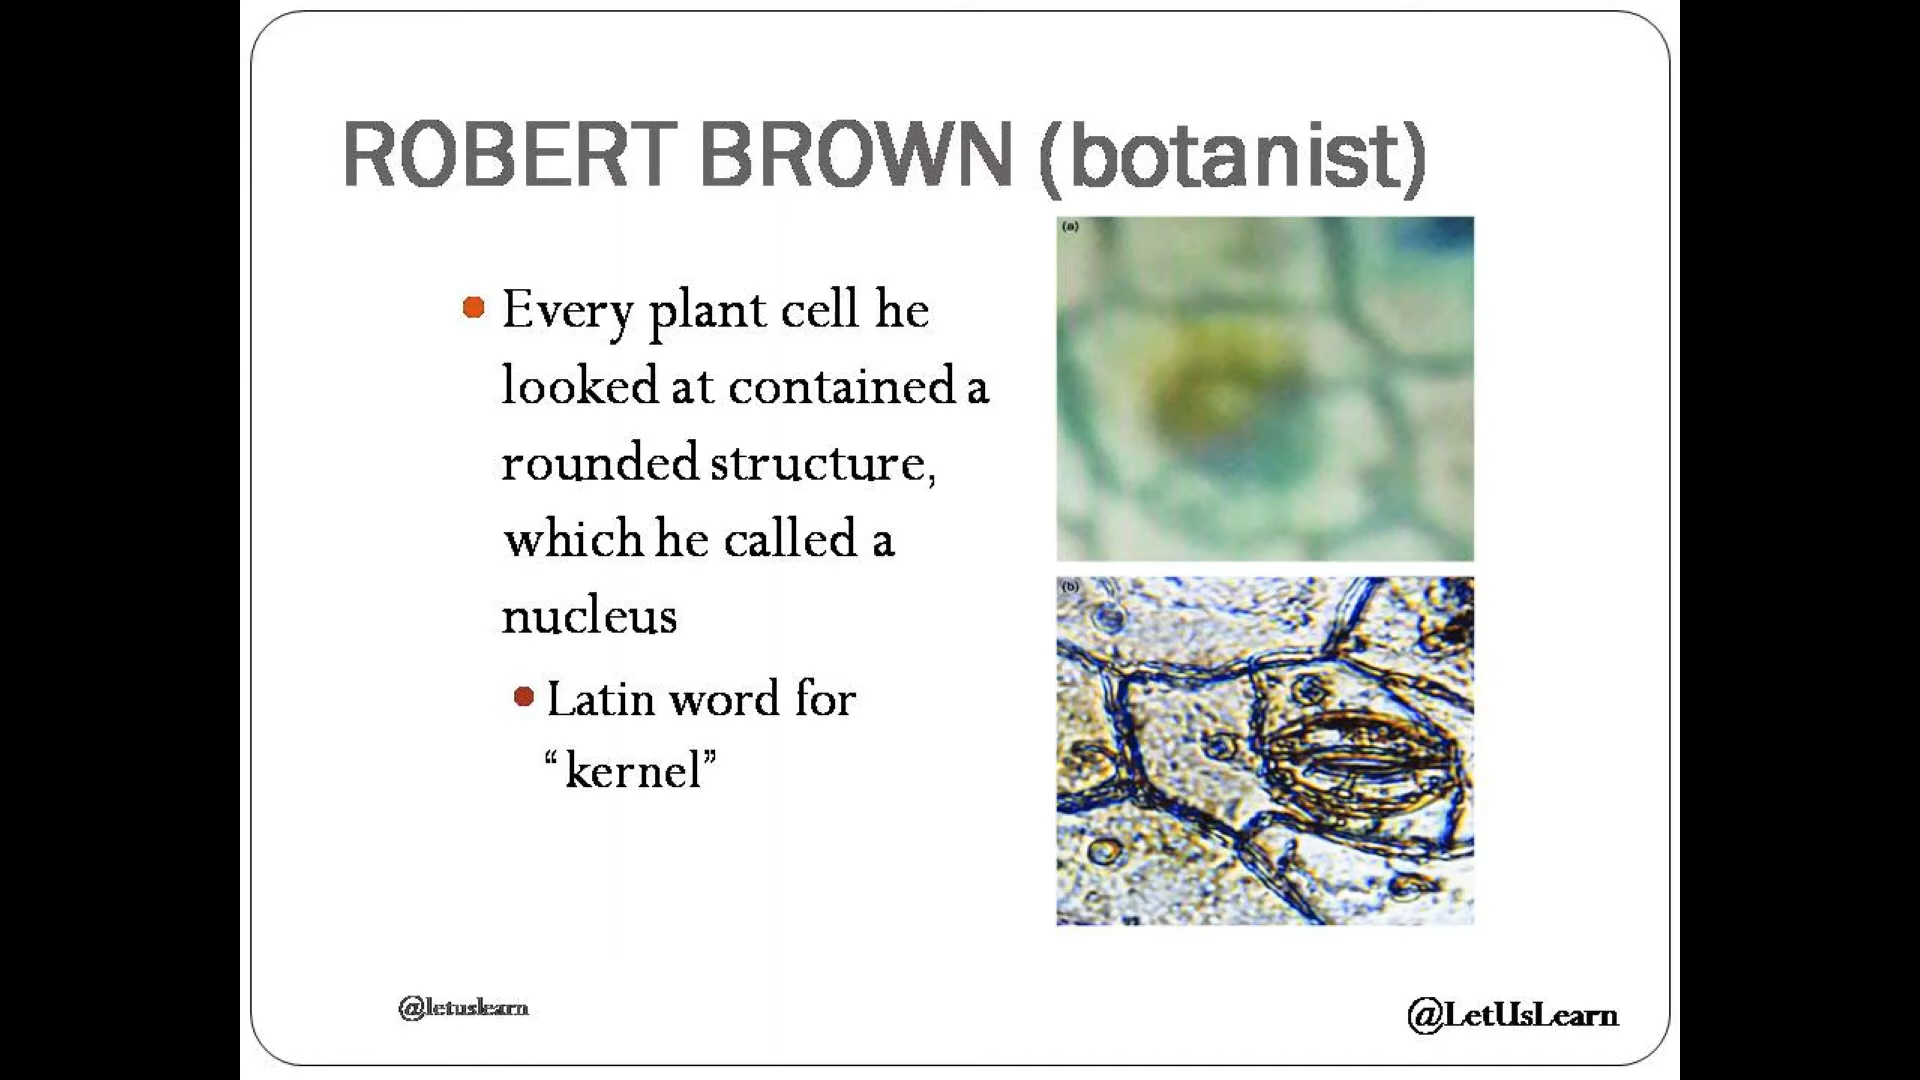 ROBERT BROWN (botanist)
Every plant cell he
looked at contained a
rounded structure,
which he called a
nucleus
Latin word for
“kernel”
(a)
(b)
@letuslearn
@LetUsLearn